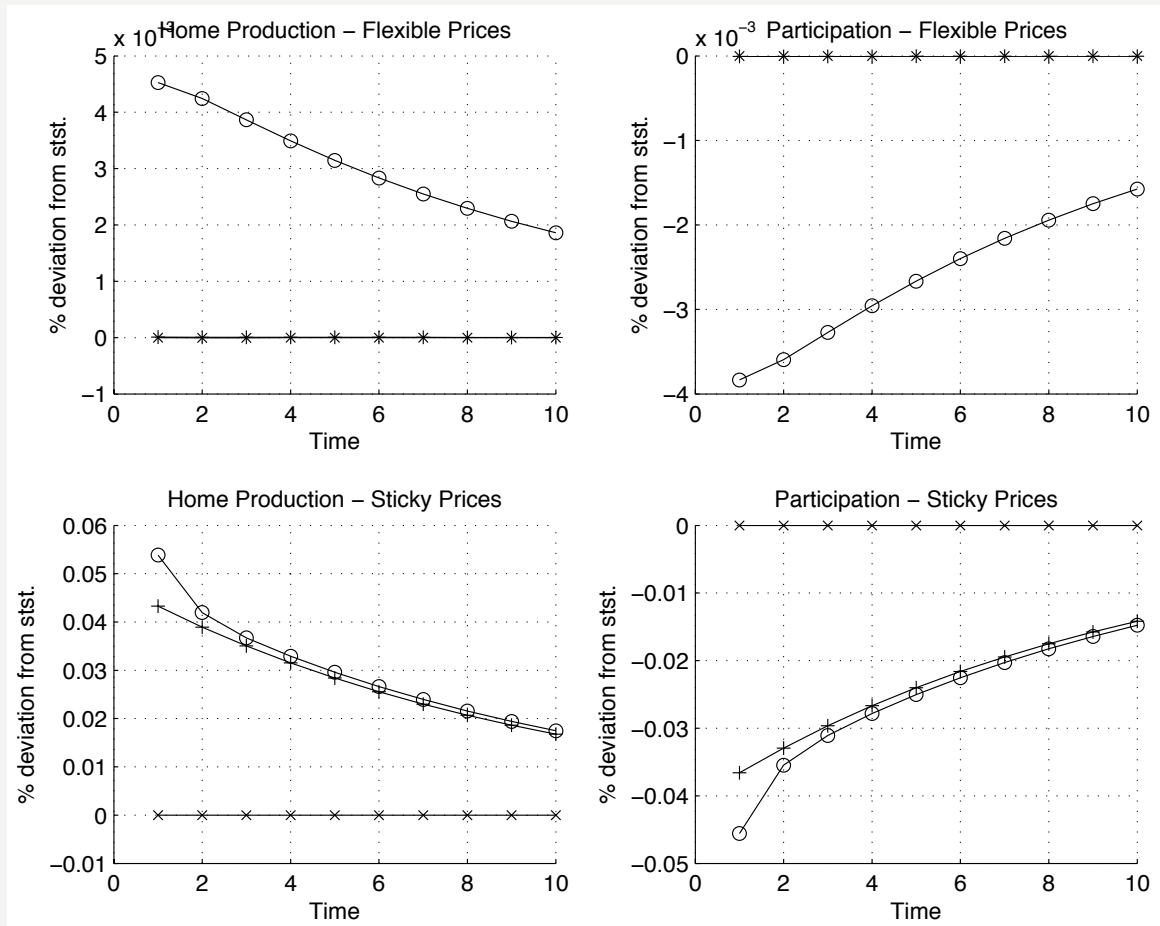 x 10⁻³ Home Production – Flexible Prices
5
4
3
2
1
0
−1
% deviation from stst.
0 2 4 6 8 10
Time
x 10⁻³ Participation – Flexible Prices
0
−1
−2
−3
−4
% deviation from stst.
0 2 4 6 8 10
Time
Home Production – Sticky Prices
0.06
0.05
0.04
0.03
0.02
0.01
0
−0.01
% deviation from stst.
0 2 4 6 8 10
Time
Participation – Sticky Prices
0
−0.01
−0.02
−0.03
−0.04
−0.05
% deviation from stst.
0 2 4 6 8 10
Time